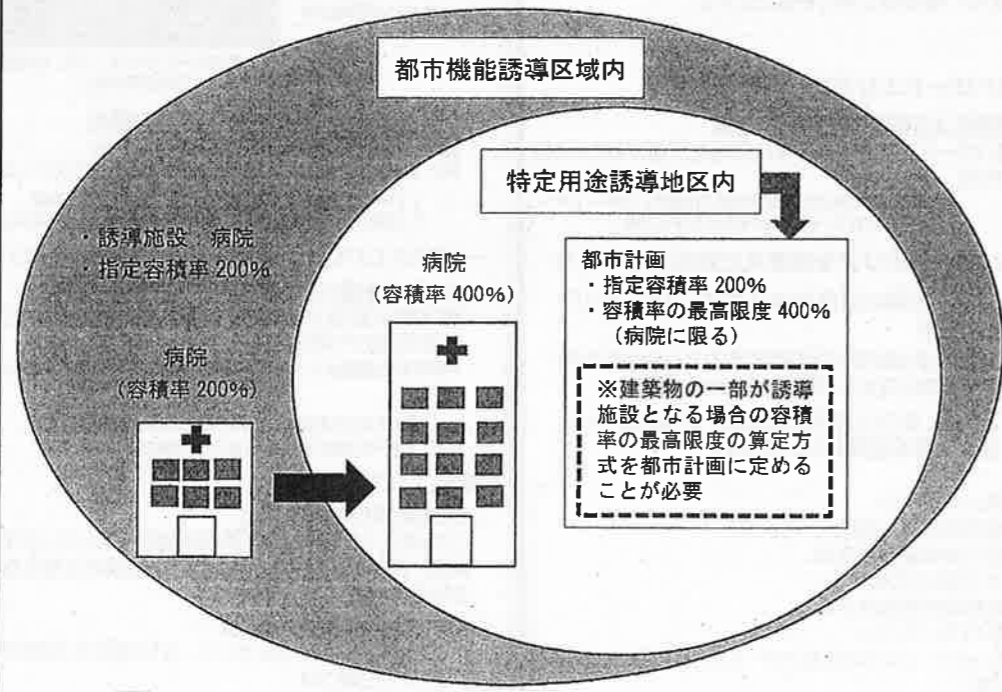 都市機能誘導区域内
特定用途誘導地区内
・誘導施設：病院
・指定容積率 200%
病院
（容積率 200%）
病院
（容積率 400%）
都市計画
・指定容積率 200%
・容積率の最高限度 400%
（病院に限る）
※建築物の一部が誘導
施設となる場合の容積
率の最高限度の算定方
式を都市計画に定める
ことが必要